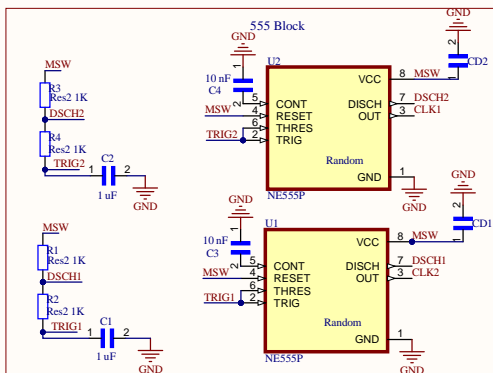 555 Block
GND
GND
U2
2
CD2
1
10 nF
C4
1
2
VCC
8
MSW
MSW
R3
Res2 1K
DSCH2
R4
Res2 1K
TRIG2
C2
1
2
1 uF
GND
5
CONT
DISCH
7
DSCH2
MSW
4
RESET
OUT
3
CLK1
6
THRES
TRIG2
2
TRIG
Random
GND
1
NE555P
GND
GND
GND
U1
2
CD1
1
10 nF
C3
1
2
VCC
8
MSW
MSW
R1
Res2 1K
DSCH1
R2
Res2 1K
TRIG1
C1
1
2
1 uF
GND
5
CONT
DISCH
7
DSCH1
MSW
4
RESET
OUT
3
CLK2
6
THRES
TRIG1
2
TRIG
Random
GND
1
NE555P
GND